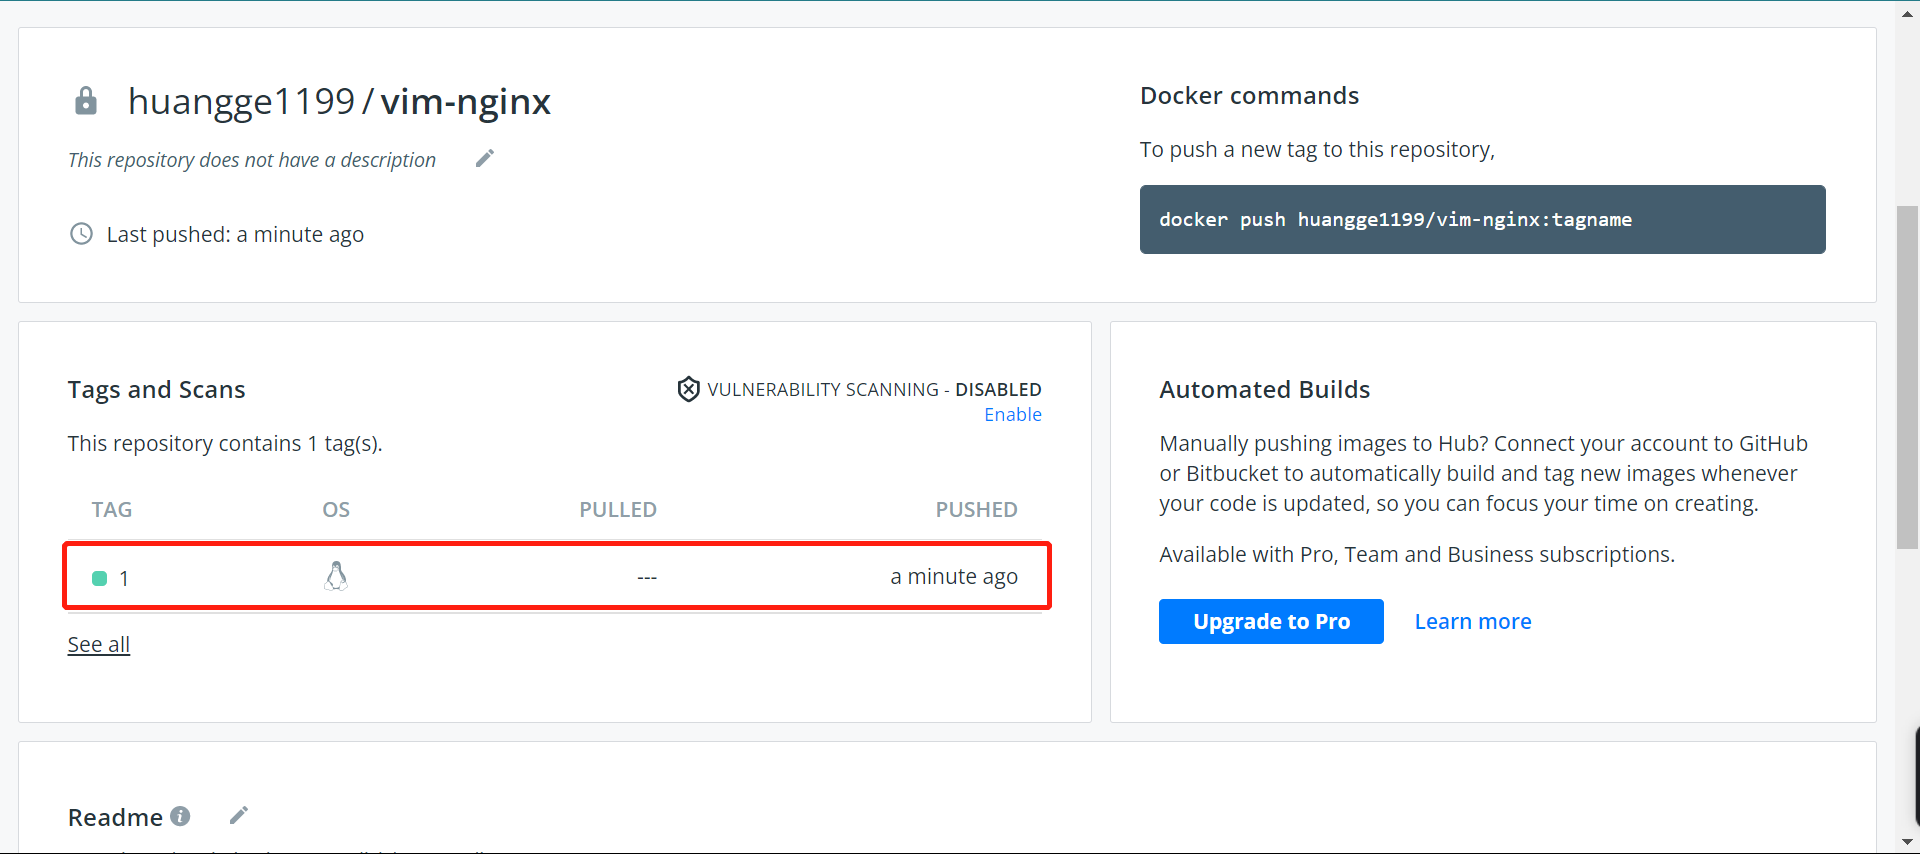 huangge1199/vim-nginx
This repository does not have a description
Last pushed: a minute ago
Docker commands
To push a new tag to this repository,
docker push huangge1199/vim-nginx:tagname
Tags and Scans
VULNERABILITY SCANNING - DISABLED
Enable
This repository contains 1 tag(s).
TAG OS PULLED PUSHED
1 --- a minute ago
See all
Automated Builds
Manually pushing images to Hub? Connect your account to GitHub
or Bitbucket to automatically build and tag new images whenever
your code is updated, so you can focus your time on creating.
Available with Pro, Team and Business subscriptions.
Upgrade to Pro Learn more
Readme